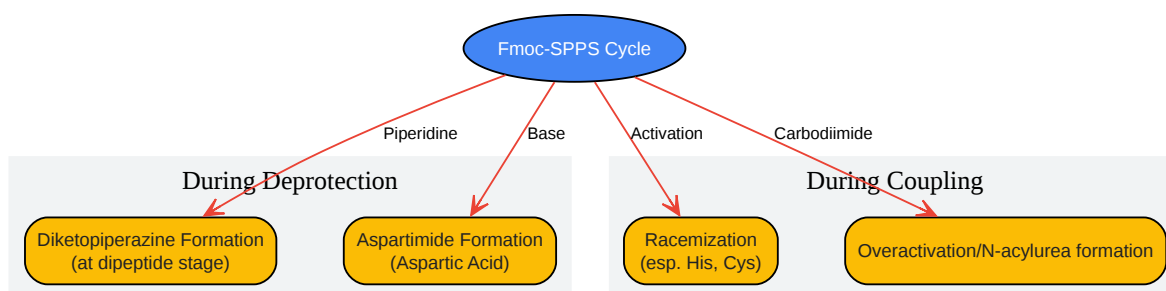 Fmoc-SPPS Cycle
Piperidine
Base
Activation
Carbodiimide
During Deprotection
During Coupling
Diketopiperazine Formation
(at dipeptide stage)
Aspartimide Formation
(Aspartic Acid)
Racemization
(esp. His, Cys)
Overactivation/N-acylurea formation